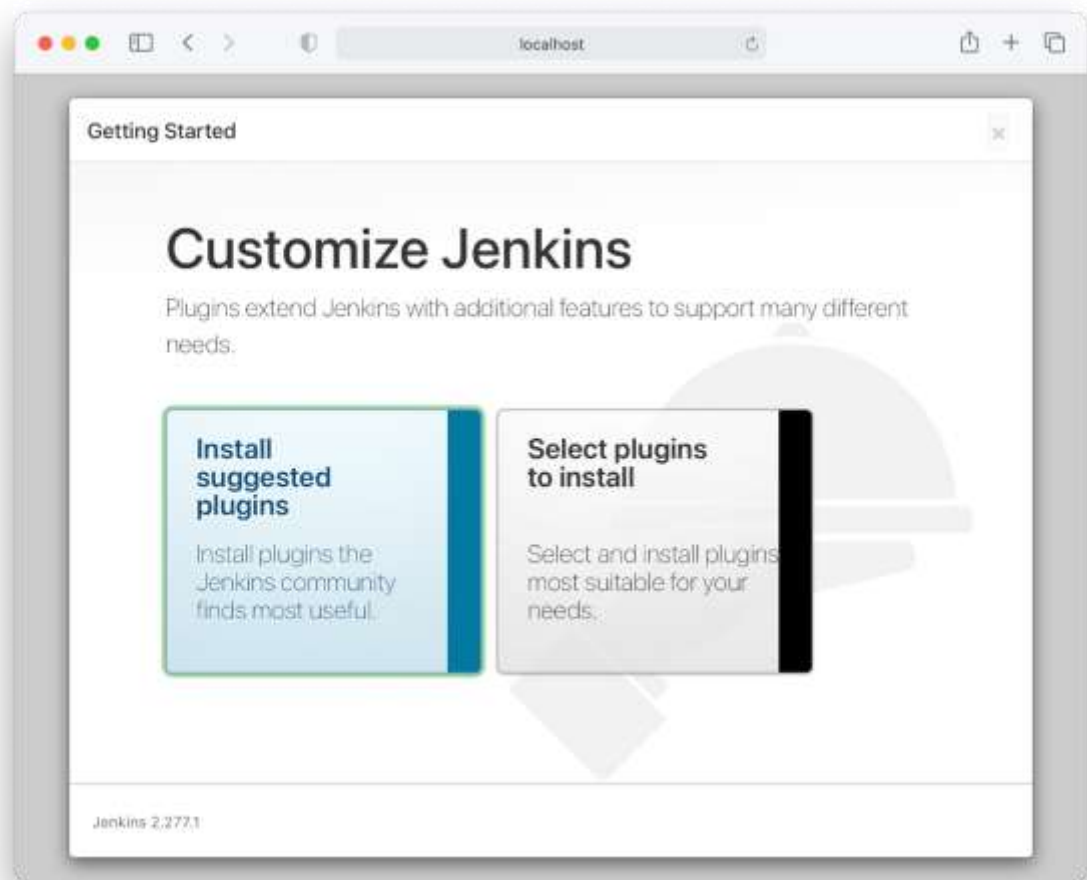 localhost
Getting Started
Customize Jenkins
Plugins extend Jenkins with additional features to support many different
needs.
Install
suggested
plugins
Install plugins the
Jenkins community
finds most useful.
Select plugins
to install
Select and install plugins
most suitable for your
needs.
Jenkins 2.277.1